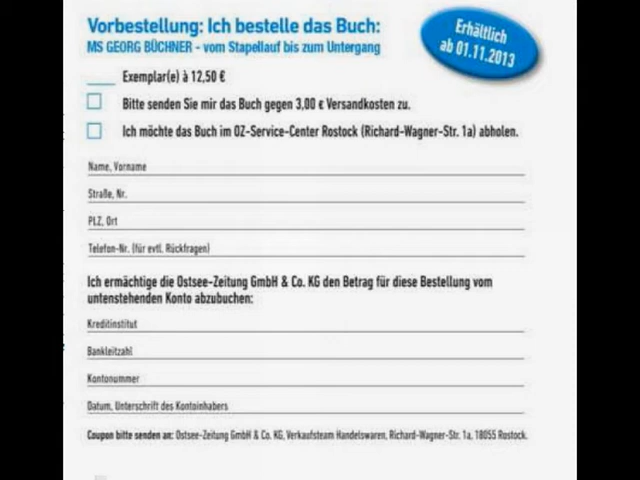 Vorbestellung: Ich bestelle das Buch:
MS GEORG BÜCHNER - vom Stapellauf bis zum Untergang
Erhältlich
ab 01.11.2013
Exemplar(e) à 12,50 €
Bitte senden Sie mir das Buch gegen 3,00 € Versandkosten zu.
Ich möchte das Buch im OZ-Service-Center Rostock (Richard-Wagner-Str. 1a) abholen.
Name, Vorname
Straße, Nr.
PLZ, Ort
Telefon-Nr. (für evtl. Rückfragen)
Ich ermächtige die Ostsee-Zeitung GmbH & Co. KG den Betrag für diese Bestellung vom
untenstehenden Konto abzubuchen:
Kreditinstitut
Bankleitzahl
Kontonummer
Datum, Unterschrift des Kontoinhabers
Coupon bitte senden an: Ostsee-Zeitung GmbH & Co. KG, Verkaufsteam Handelswaren, Richard-Wagner-Str. 1a, 18055 Rostock.